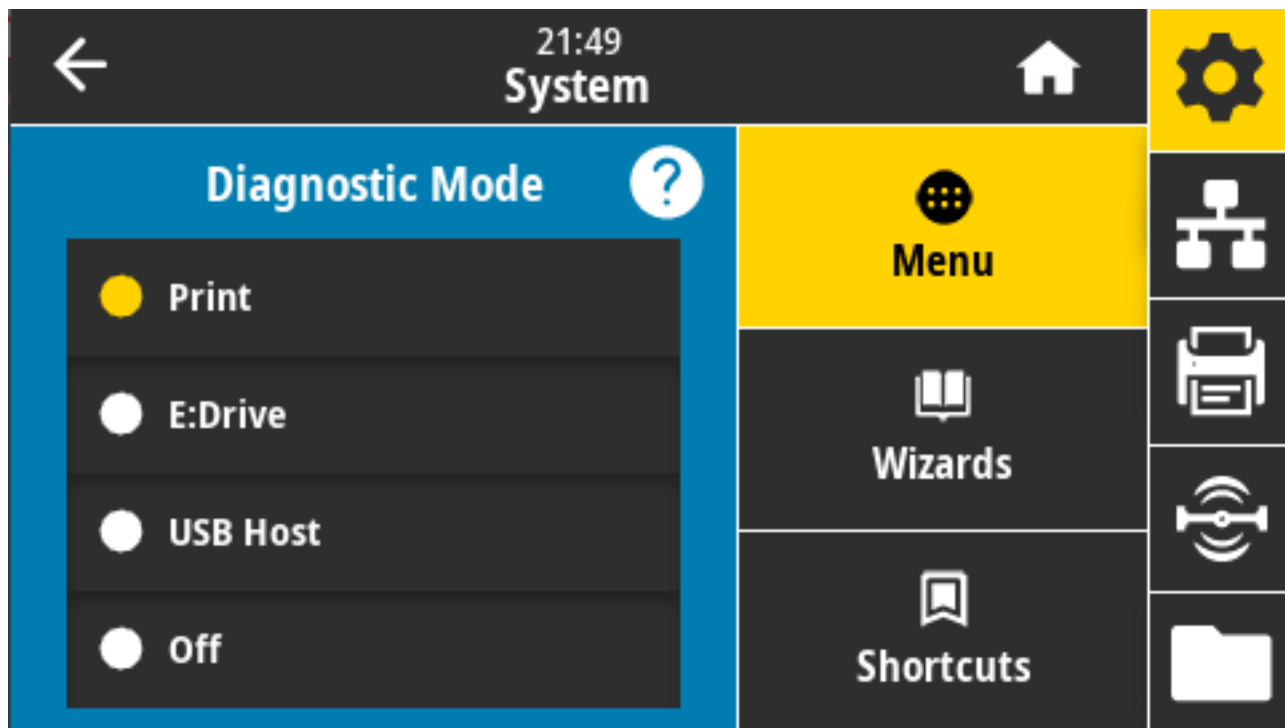 21:49
System
Diagnostic Mode
?
Print
E:Drive
USB Host
Off
Menu
Wizards
Shortcuts